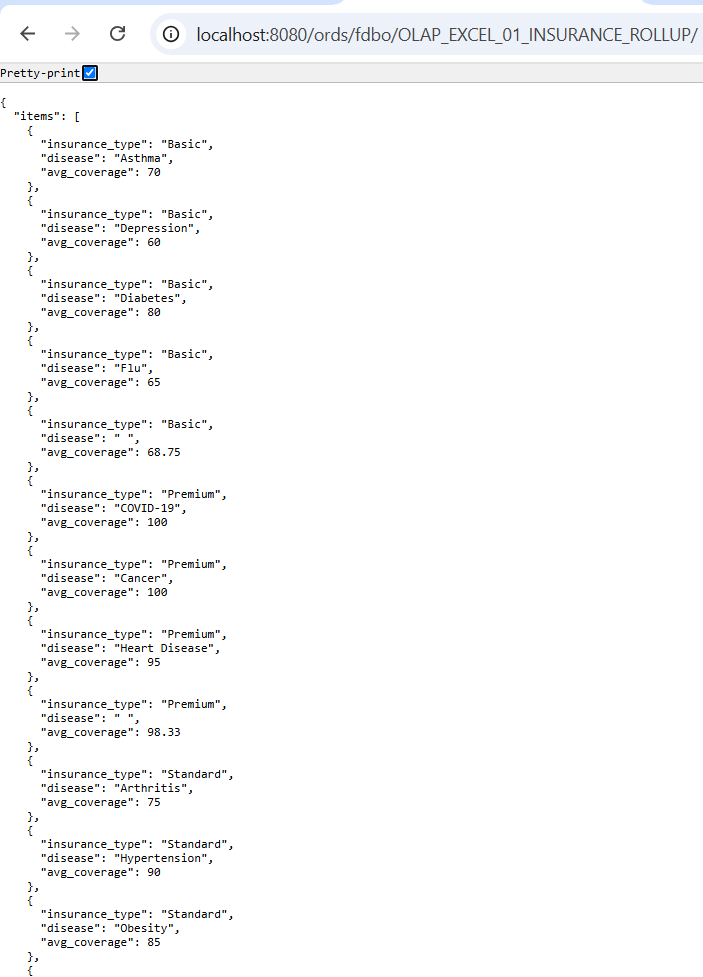 localhost:8080/ords/fdbo/OLAP_EXCEL_01_INSURANCE_ROLLUP/
Pretty-print
{
  "items": [
    {
      "insurance_type": "Basic",
      "disease": "Asthma",
      "avg_coverage": 70
    },
    {
      "insurance_type": "Basic",
      "disease": "Depression",
      "avg_coverage": 60
    },
    {
      "insurance_type": "Basic",
      "disease": "Diabetes",
      "avg_coverage": 80
    },
    {
      "insurance_type": "Basic",
      "disease": "Flu",
      "avg_coverage": 65
    },
    {
      "insurance_type": "Basic",
      "disease": " ",
      "avg_coverage": 68.75
    },
    {
      "insurance_type": "Premium",
      "disease": "COVID-19",
      "avg_coverage": 100
    },
    {
      "insurance_type": "Premium",
      "disease": "Cancer",
      "avg_coverage": 100
    },
    {
      "insurance_type": "Premium",
      "disease": "Heart Disease",
      "avg_coverage": 95
    },
    {
      "insurance_type": "Premium",
      "disease": " ",
      "avg_coverage": 98.33
    },
    {
      "insurance_type": "Standard",
      "disease": "Arthritis",
      "avg_coverage": 75
    },
    {
      "insurance_type": "Standard",
      "disease": "Hypertension",
      "avg_coverage": 90
    },
    {
      "insurance_type": "Standard",
      "disease": "Obesity",
      "avg_coverage": 85
    },
    {